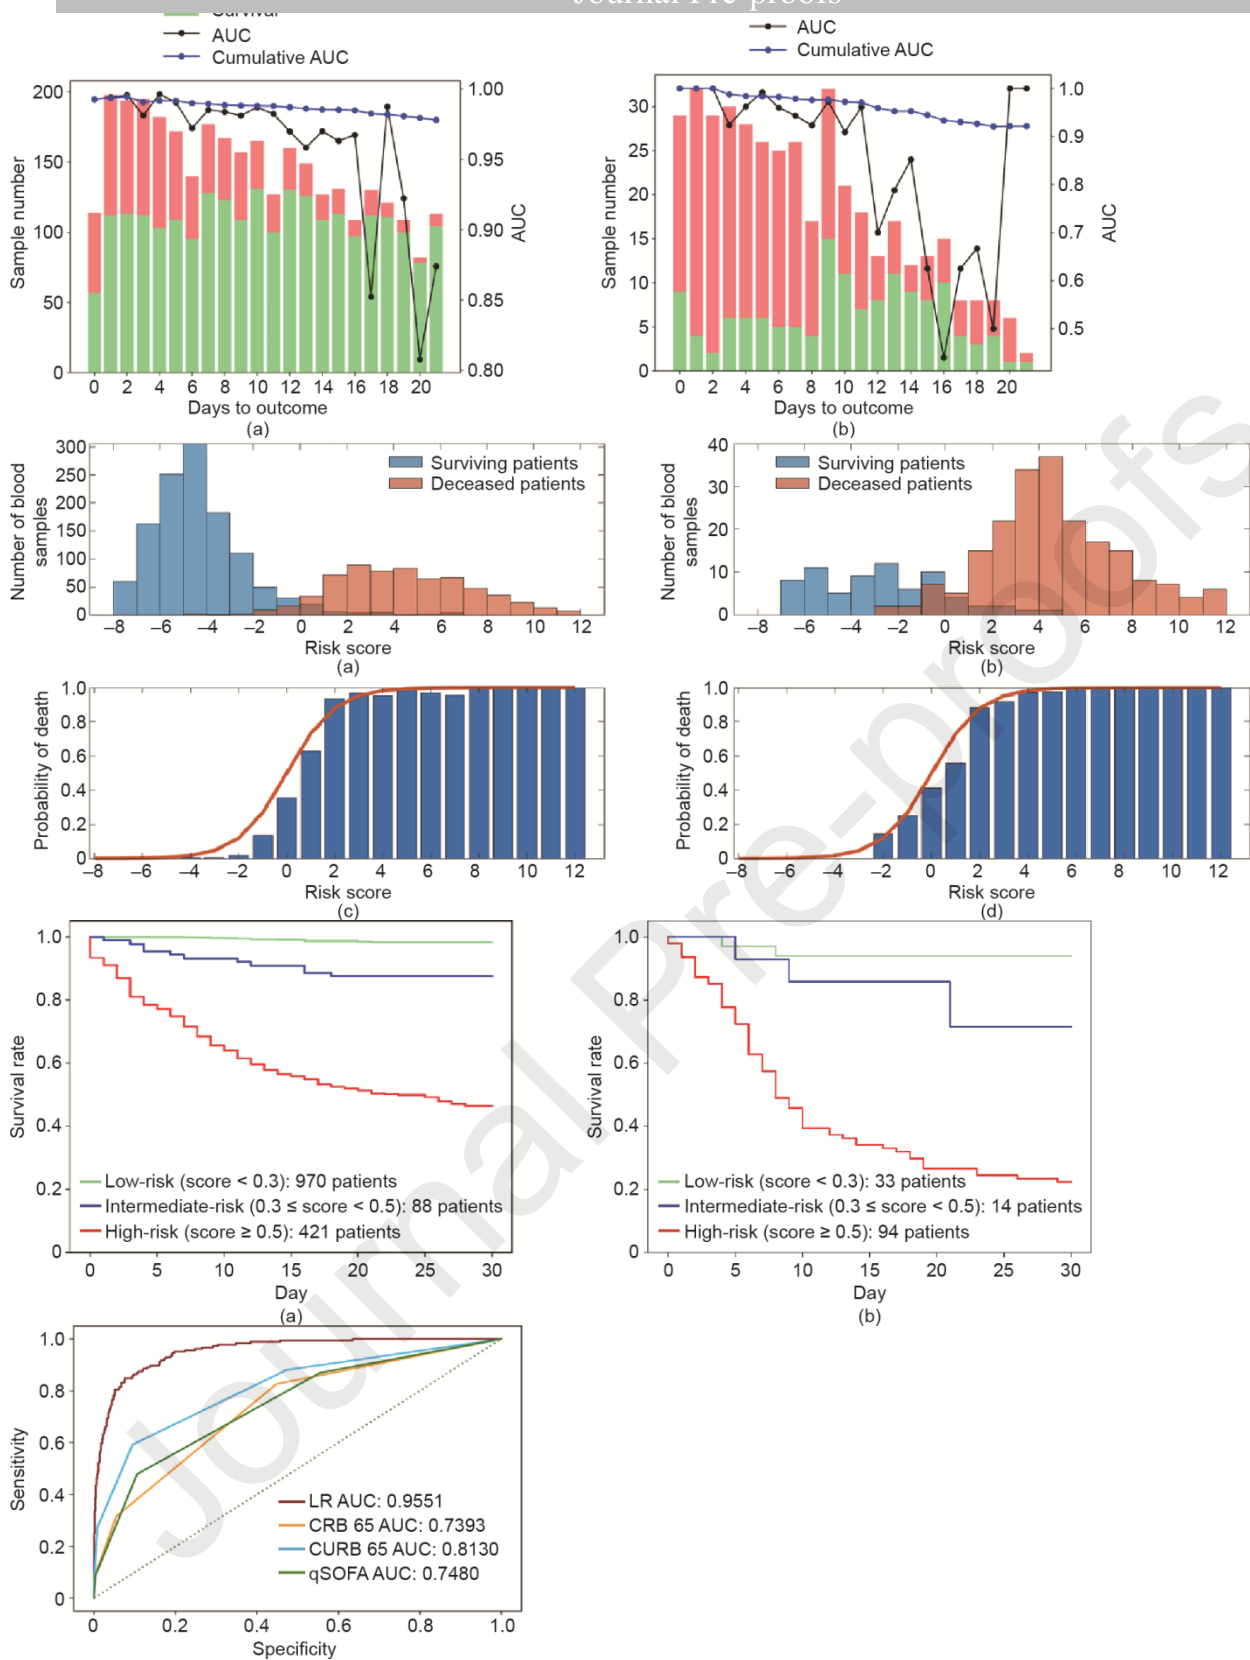 Journal Pre-proofs
Survival
AUC
Cumulative AUC
AUC
Cumulative AUC
200
150
100
50
0
Sample number
1.00
0.95
0.90
0.85
0.80
AUC
0 2 4 6 8 10 12 14 16 18 20
Days to outcome
(a)
30
25
20
15
10
5
0
Sample number
1.0
0.9
0.8
0.7
0.6
0.5
AUC
0 2 4 6 8 10 12 14 16 18 20
Days to outcome
(b)
300
250
200
150
100
50
0
Number of blood
samples
Surviving patients
Deceased patients
–8 –6 –4 –2 0 2 4 6 8 10 12
Risk score
(a)
40
30
20
10
0
Number of blood
samples
Surviving patients
Deceased patients
–8 –6 –4 –2 0 2 4 6 8 10 12
Risk score
(b)
1.0
0.8
0.6
0.4
0.2
0
Probability of death
–8 –6 –4 –2 0 2 4 6 8 10 12
Risk score
(c)
1.0
0.8
0.6
0.4
0.2
0
Probability of death
–8 –6 –4 –2 0 2 4 6 8 10 12
Risk score
(d)
1.0
0.8
0.6
0.4
0.2
0
Survival rate
Low-risk (score < 0.3): 970 patients
Intermediate-risk (0.3 ≤ score < 0.5): 88 patients
High-risk (score ≥ 0.5): 421 patients
0 5 10 15 20 25 30
Day
(a)
1.0
0.8
0.6
0.4
0.2
0
Survival rate
Low-risk (score < 0.3): 33 patients
Intermediate-risk (0.3 ≤ score < 0.5): 14 patients
High-risk (score ≥ 0.5): 94 patients
0 5 10 15 20 25 30
Day
(b)
1.0
0.8
0.6
0.4
0.2
0
Sensitivity
LR AUC: 0.9551
CRB 65 AUC: 0.7393
CURB 65 AUC: 0.8130
qSOFA AUC: 0.7480
0 0.2 0.4 0.6 0.8 1.0
Specificity
Journal Pre-proofs